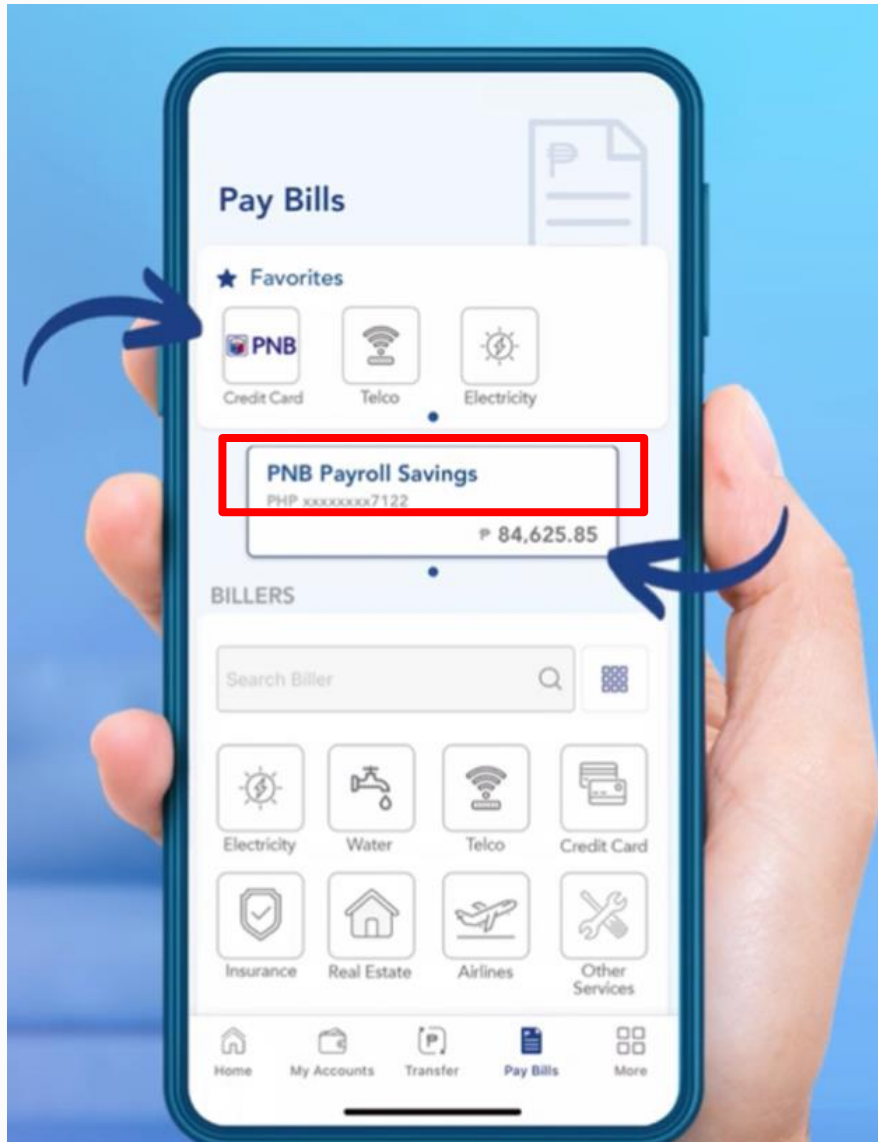 Pay Bills
★ Favorites
PNB
Credit Card Telco Electricity
PNB Payroll Savings
PHP xxxxxxxx7122
₱ 84,625.85
BILLERS
Search Biller
Electricity Water Telco Credit Card
Insurance Real Estate Airlines Other Services
Home My Accounts Transfer Pay Bills More